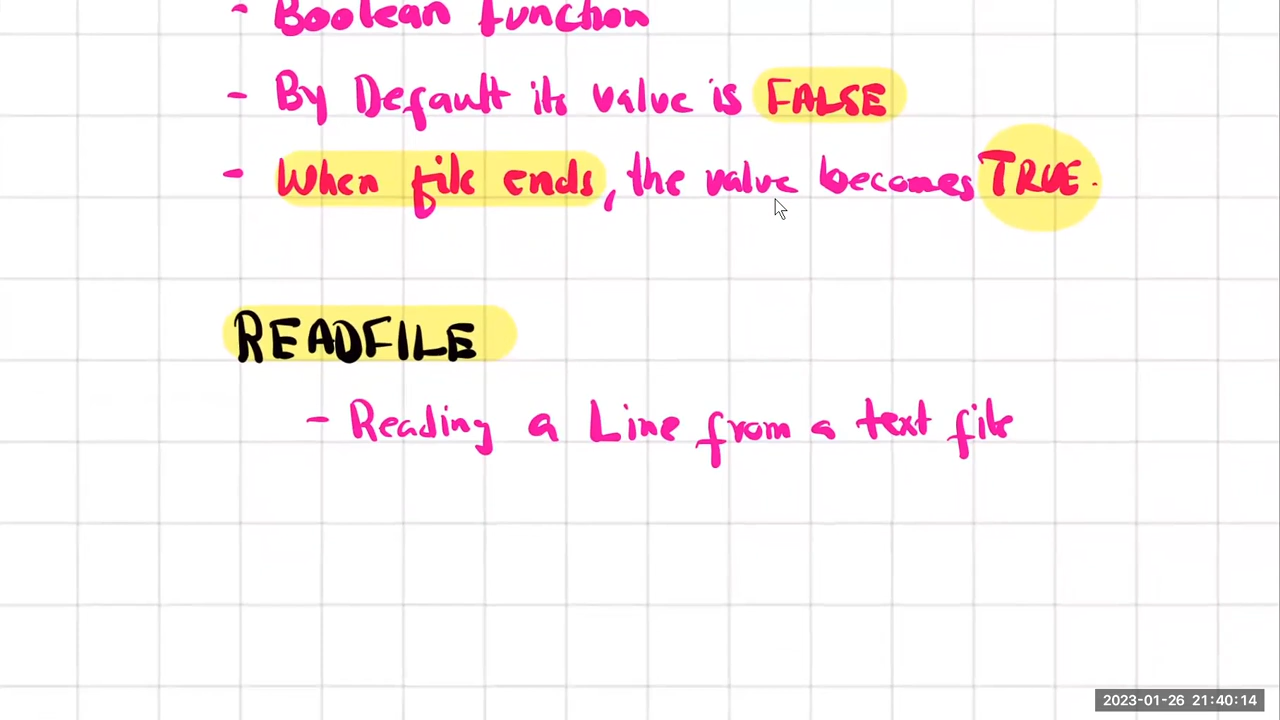 - Boolean function
- By Default its value is FALSE
- When file ends, the value becomes TRUE.
READFILE
- Reading a Line from a text file
2023-01-26 21:40:14